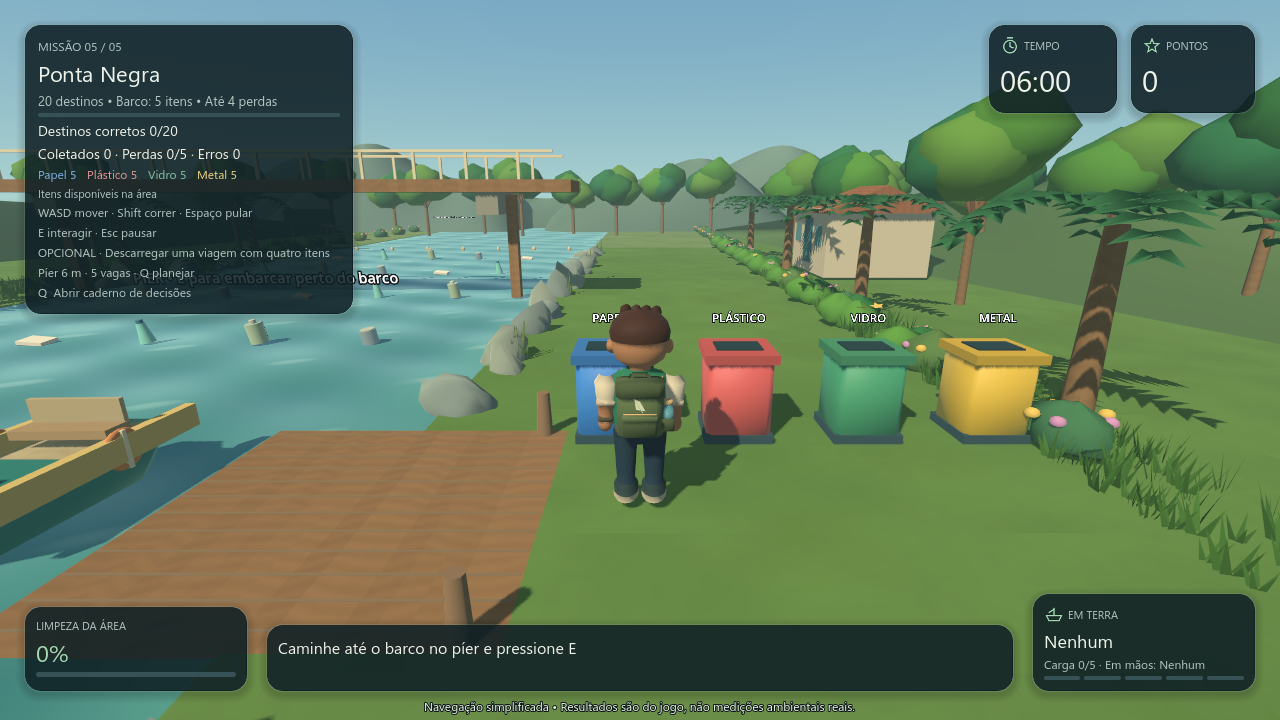 MISSÃO 05 / 05
Ponta Negra
20 destinos • Barco: 5 itens • Até 4 perdas
Destinos corretos 0/20
Coletados 0 · Perdas 0/5 · Erros 0
Papel 5 Plástico 5 Vidro 5 Metal 5
Itens disponíveis na área
WASD mover · Shift correr · Espaço pular
E interagir · Esc pausar
OPCIONAL · Descarregar uma viagem com quatro itens
Píer 6 m · 5 vagas · Q planejar
Q Abrir caderno de decisões
para embarcar perto do barco
TEMPO
06:00
PONTOS
0
PLÁSTICO
VIDRO
METAL
LIMPEZA DA ÁREA
0%
Caminhe até o barco no píer e pressione E
EM TERRA
Nenhum
Carga 0/5 · Em mãos: Nenhum
Navegação simplificada • Resultados são do jogo, não medições ambientais reais.